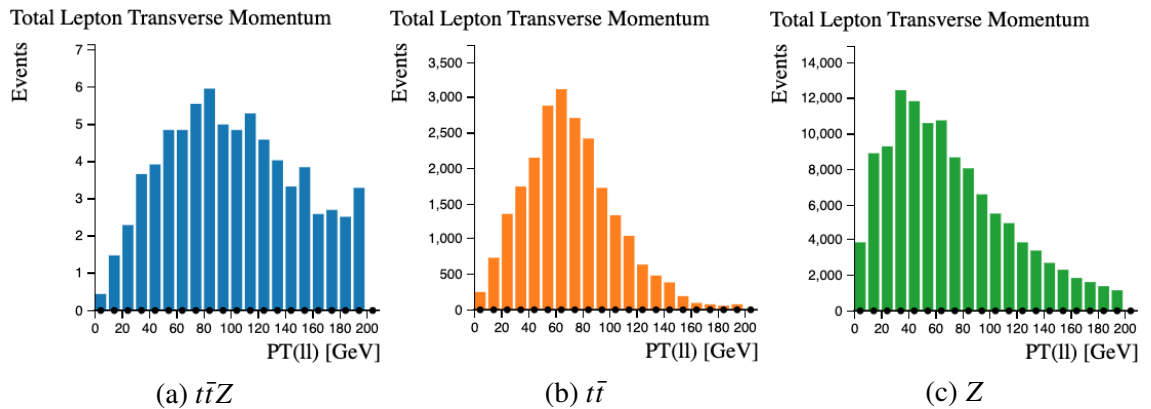 Total Lepton Transverse Momentum
Events
7
6
5
4
3
2
1
0
0 20 40 60 80 100 120 140 160 180 200
PT(ll) [GeV]
(a) tt̄Z
Total Lepton Transverse Momentum
Events
3,500
3,000
2,500
2,000
1,500
1,000
500
0
0 20 40 60 80 100 120 140 160 180 200
PT(ll) [GeV]
(b) tt̄
Total Lepton Transverse Momentum
Events
14,000
12,000
10,000
8,000
6,000
4,000
2,000
0
0 20 40 60 80 100 120 140 160 180 200
PT(ll) [GeV]
(c) Z